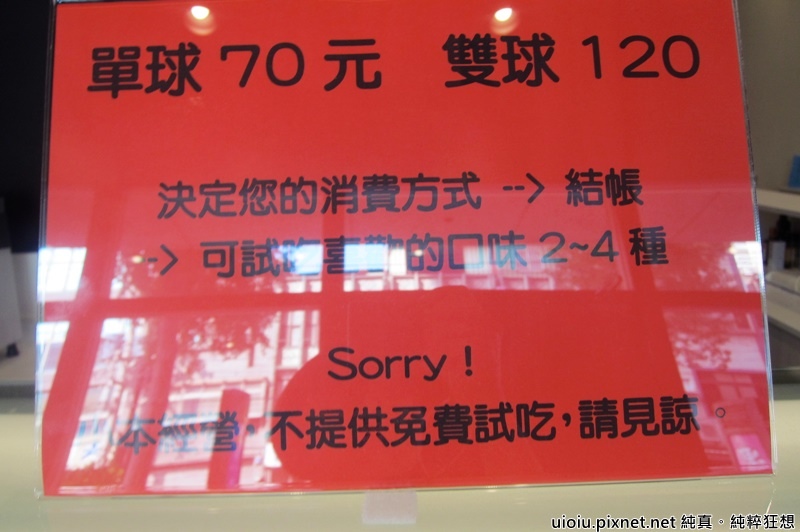 單球 70 元 雙球 120
決定您的消費方式 --> 結帳
-> 可試吃喜歡的口味 2~4 種
Sorry！
本經營，不提供免費試吃，請見諒。
uioiu.pixnet.net 純真。純粹狂想